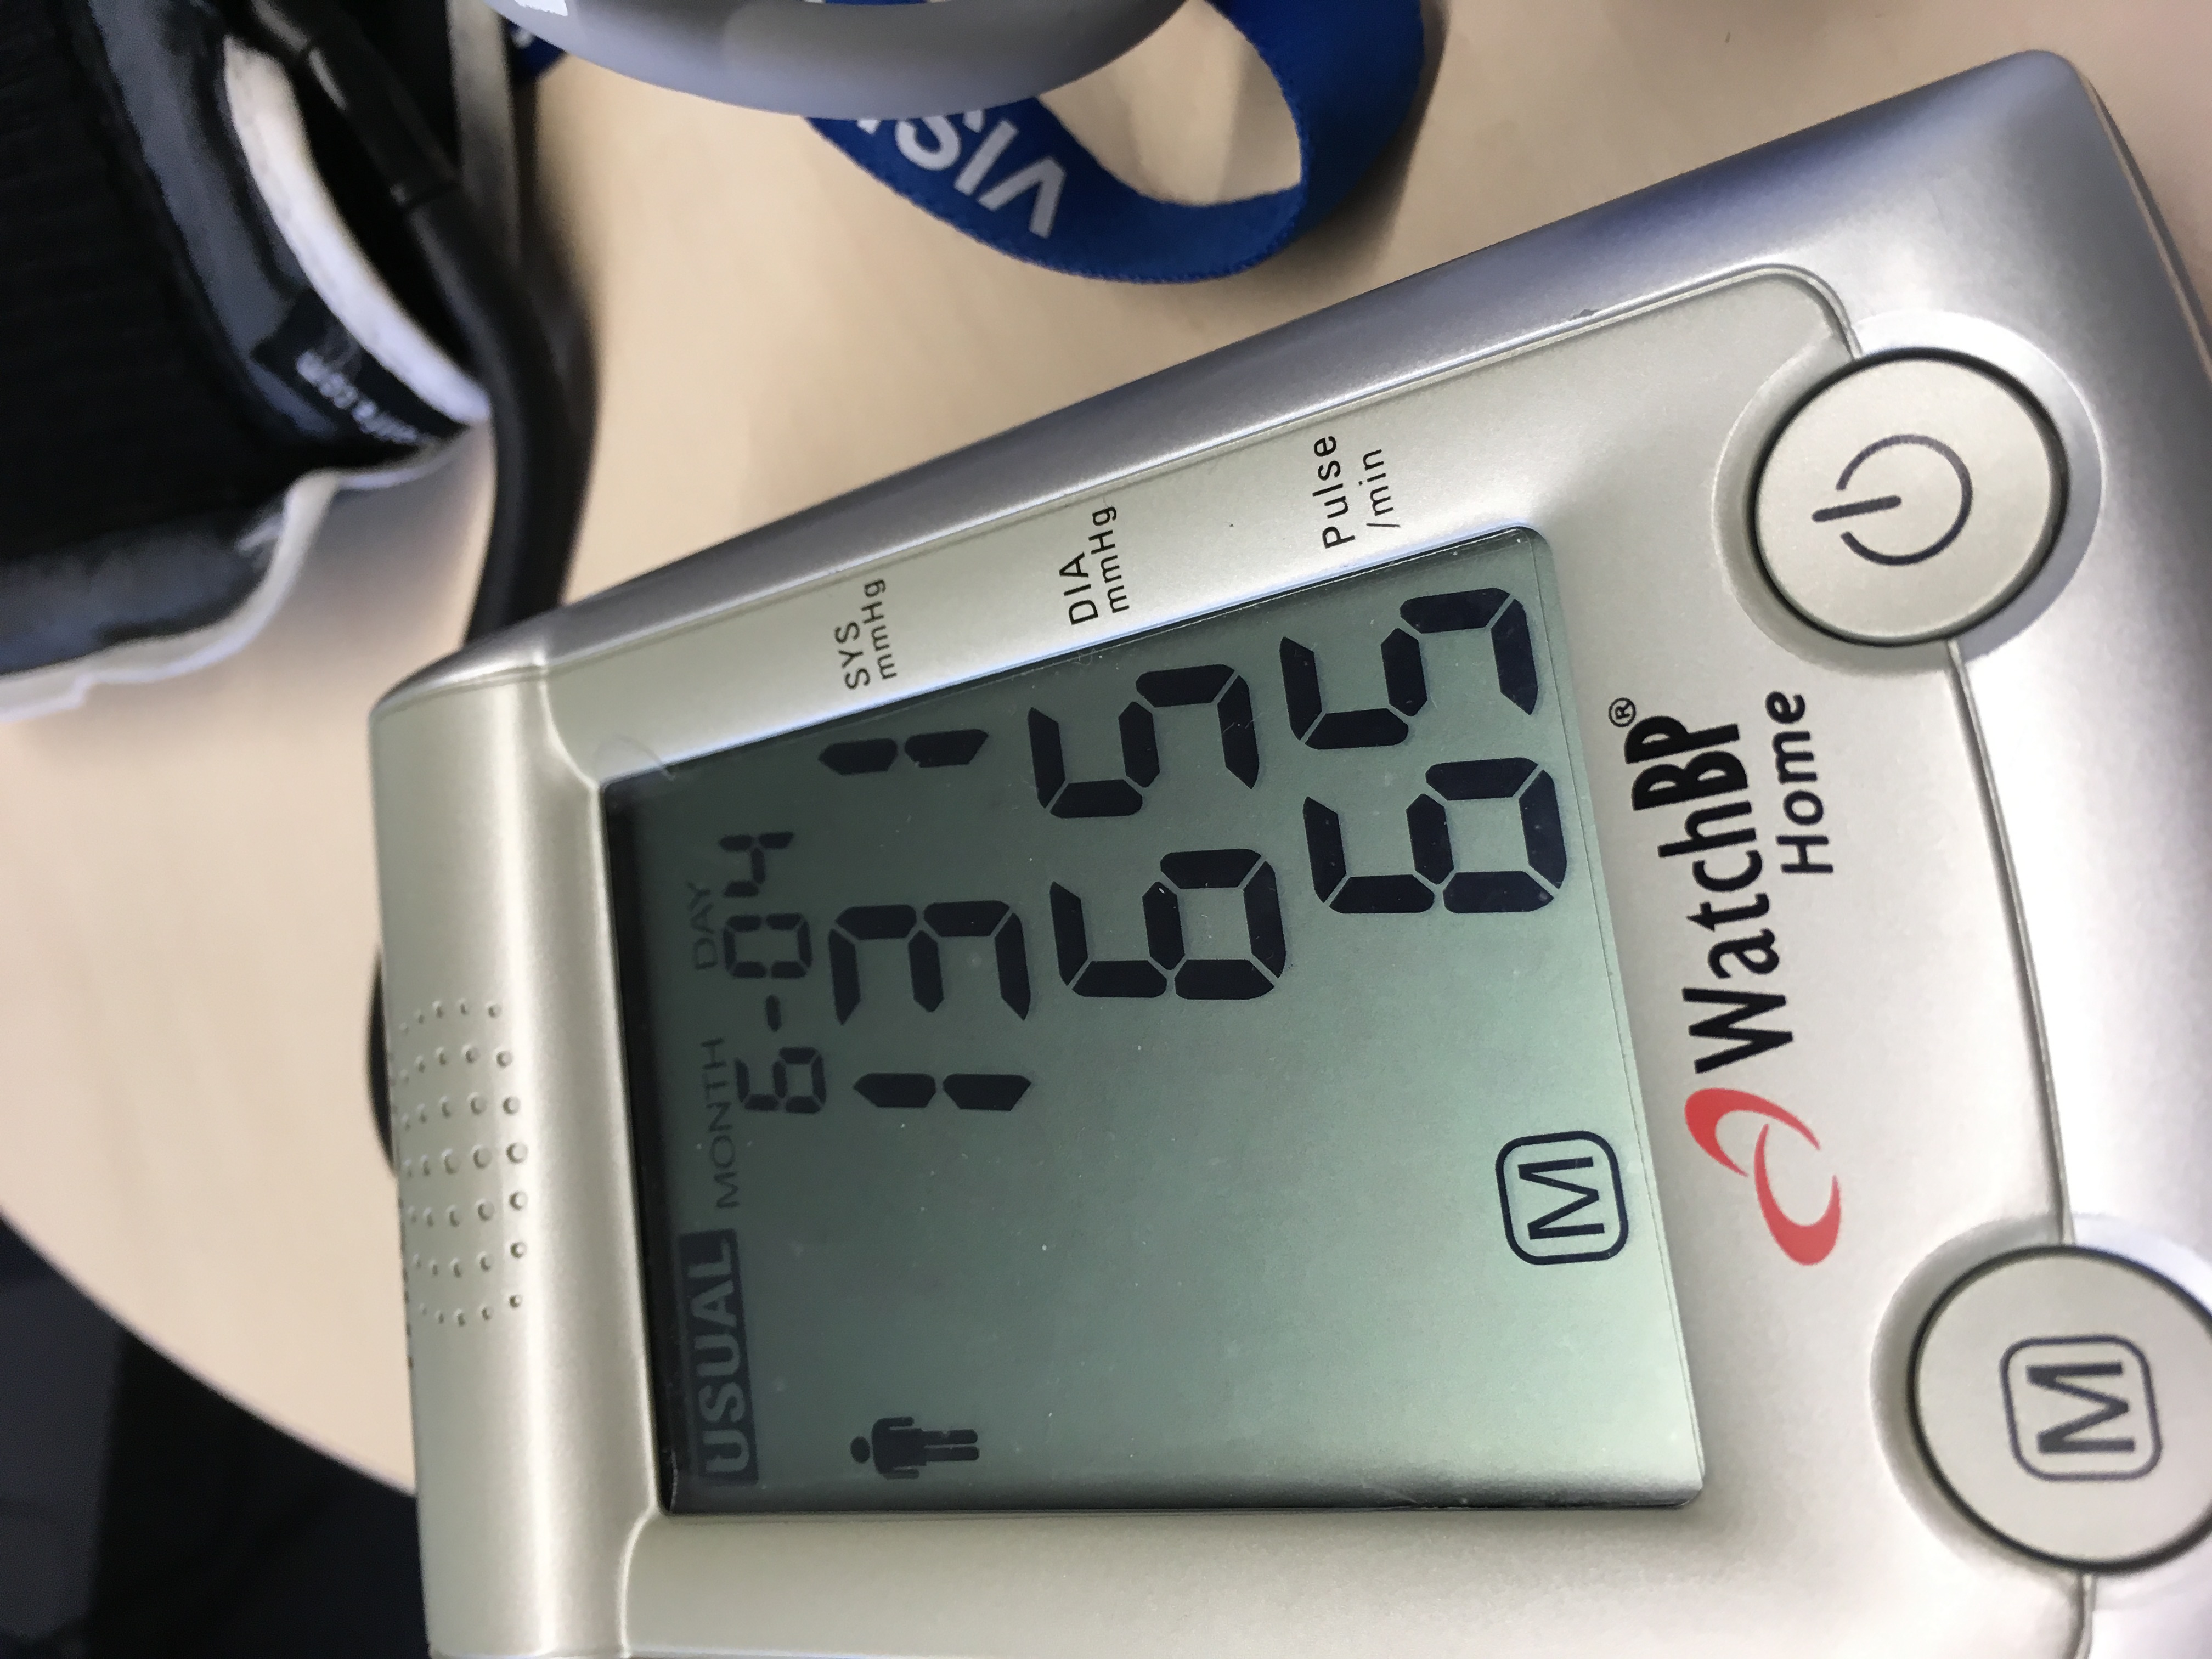 USUAL
MONTH DAY
6-04
131
SYS
mmHg
65
DIA
mmHg
65
Pulse
/min
M
WatchBP®
Home
M